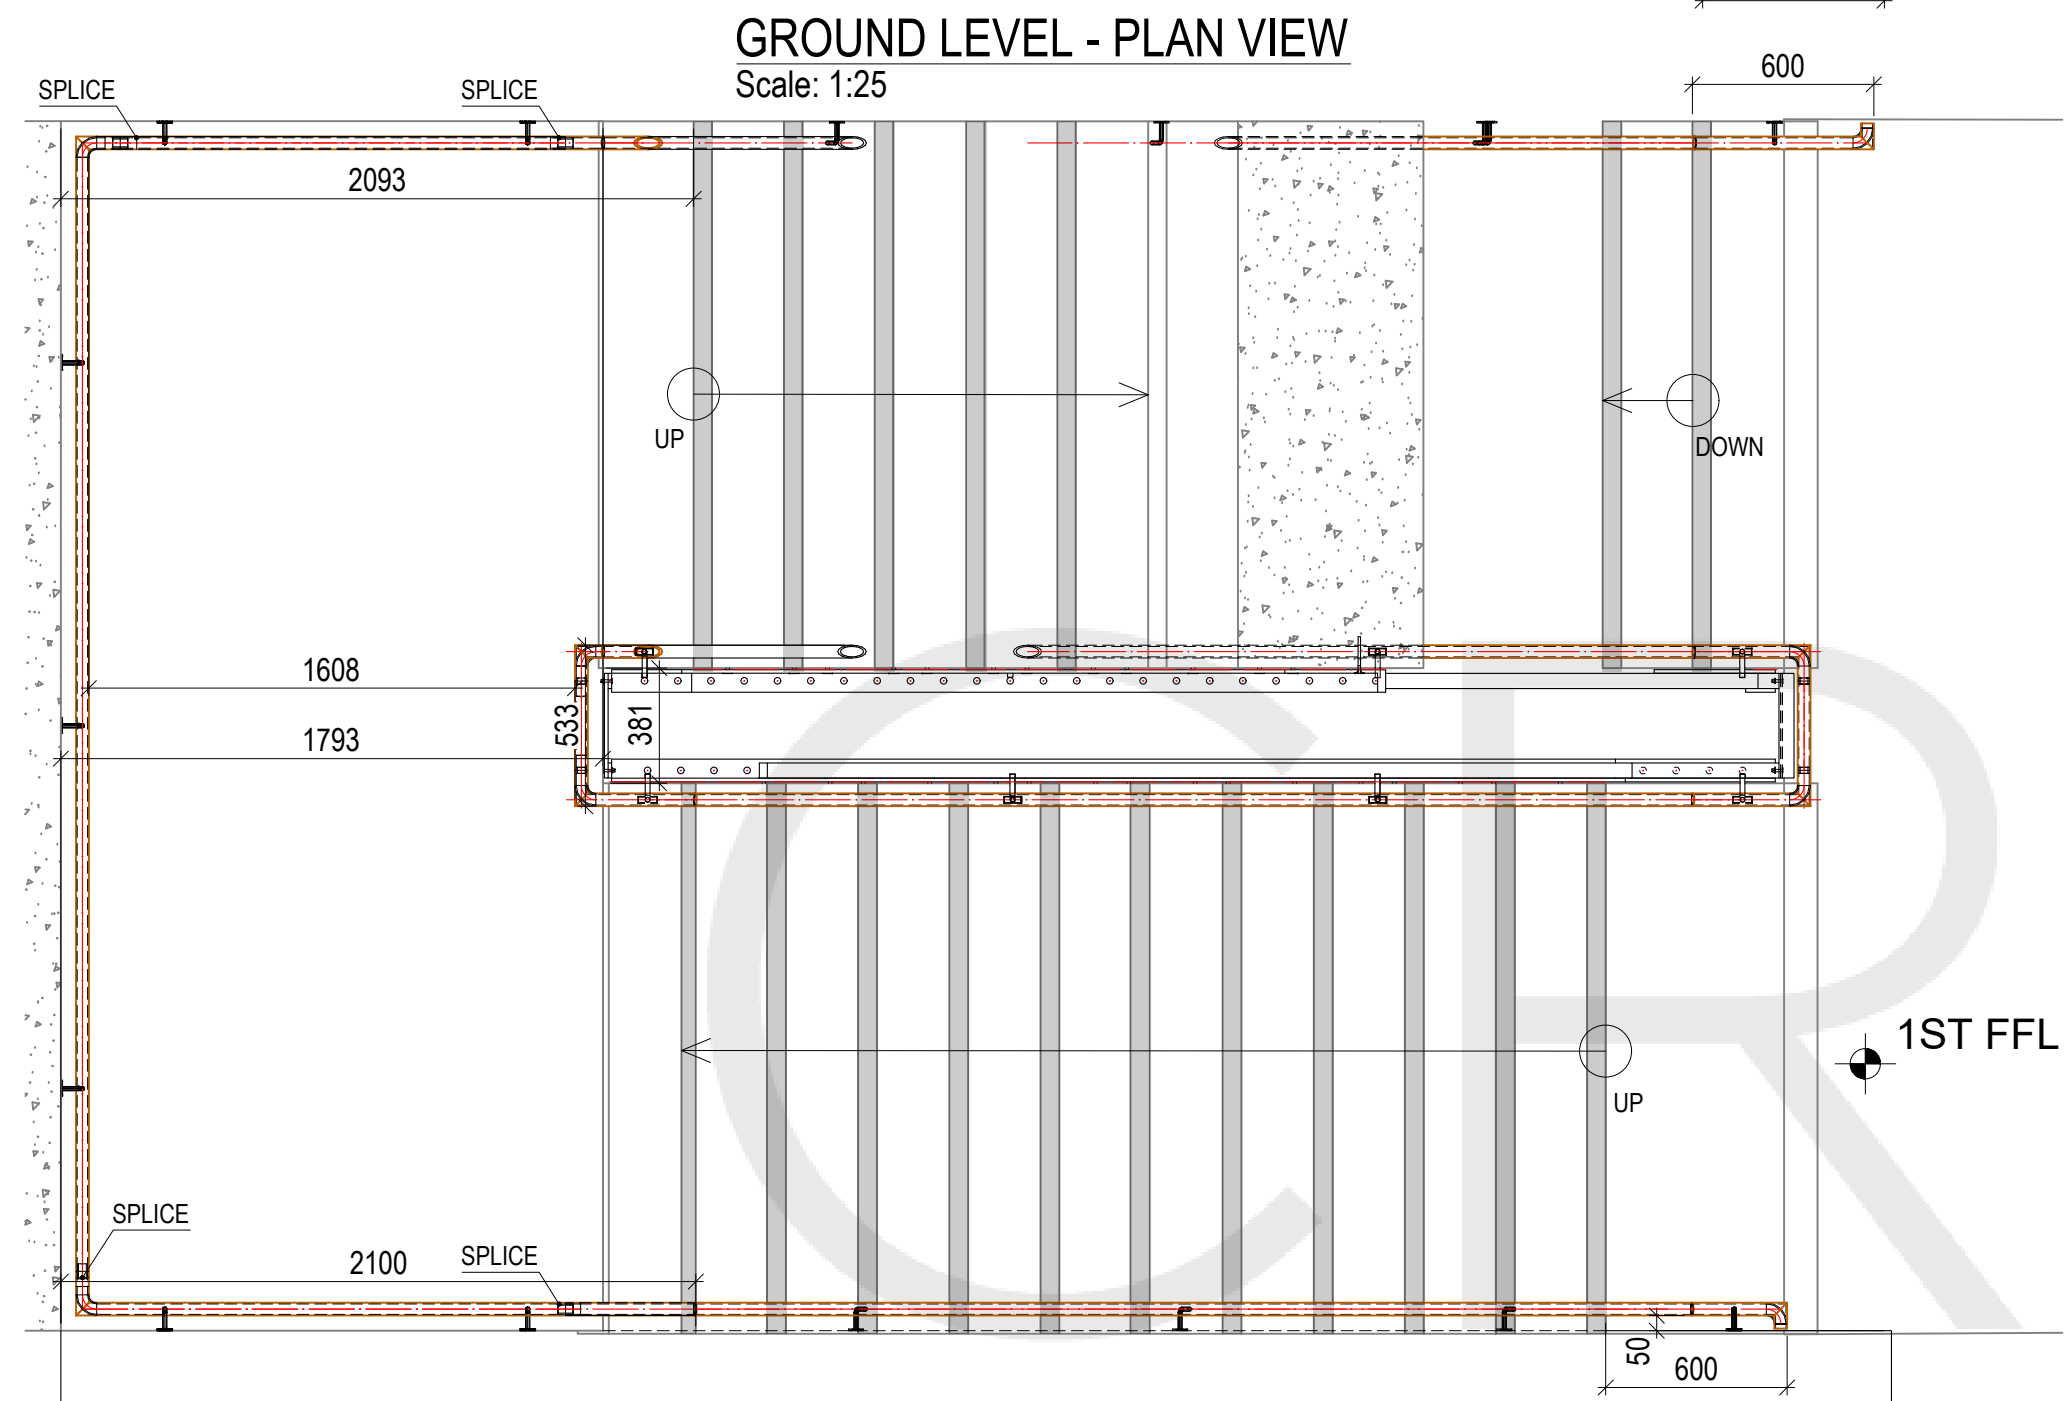 GROUND LEVEL - PLAN VIEW
Scale: 1:25
600
SPLICE
SPLICE
2093
UP
DOWN
1608
533
381
1793
1ST FFL
UP
SPLICE
2100
SPLICE
50
600
CR